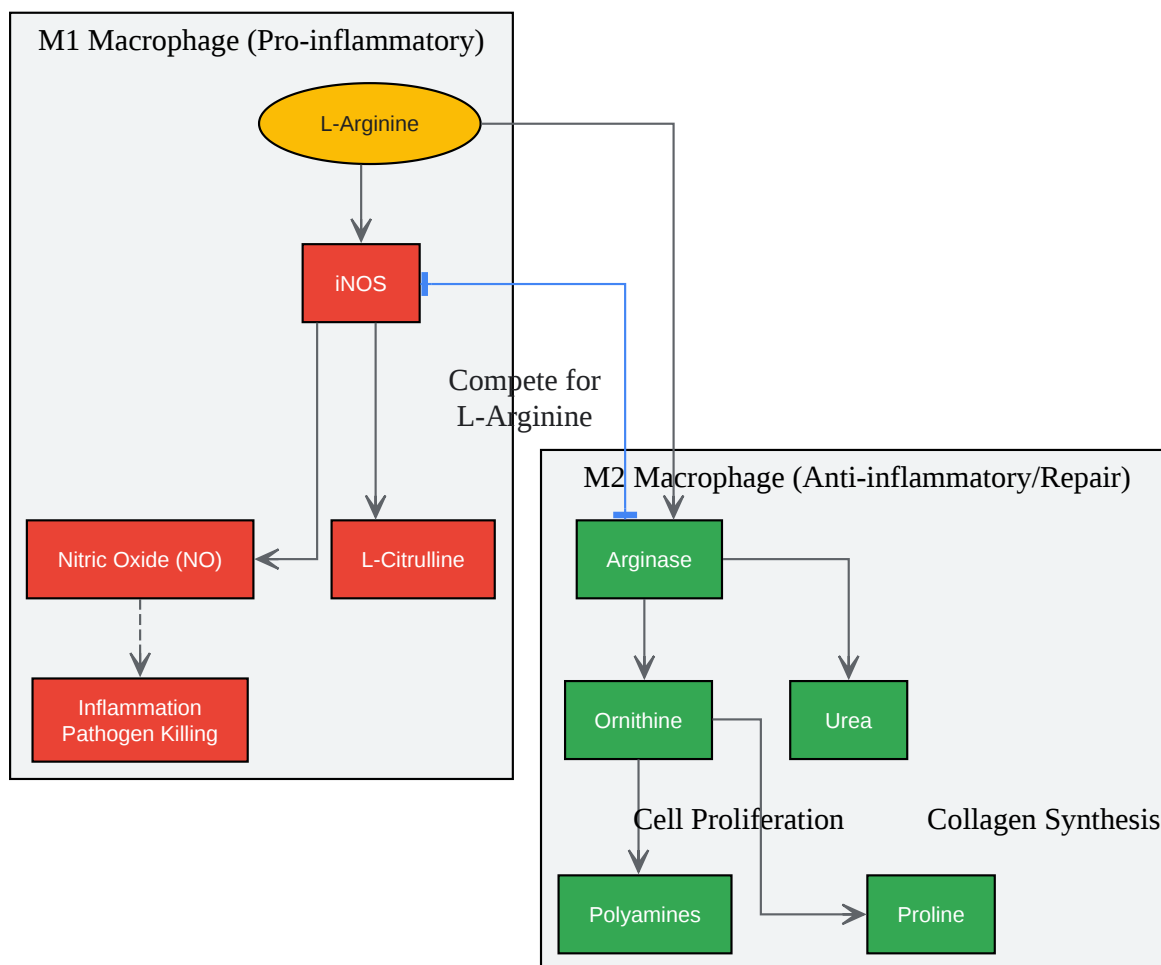 M1 Macrophage (Pro-inflammatory)
L-Arginine
iNOS
Compete for
L-Arginine
M2 Macrophage (Anti-inflammatory/Repair)
Nitric Oxide (NO)
L-Citrulline
Arginase
Inflammation
Pathogen Killing
Ornithine
Urea
Cell Proliferation
Collagen Synthesis
Polyamines
Proline